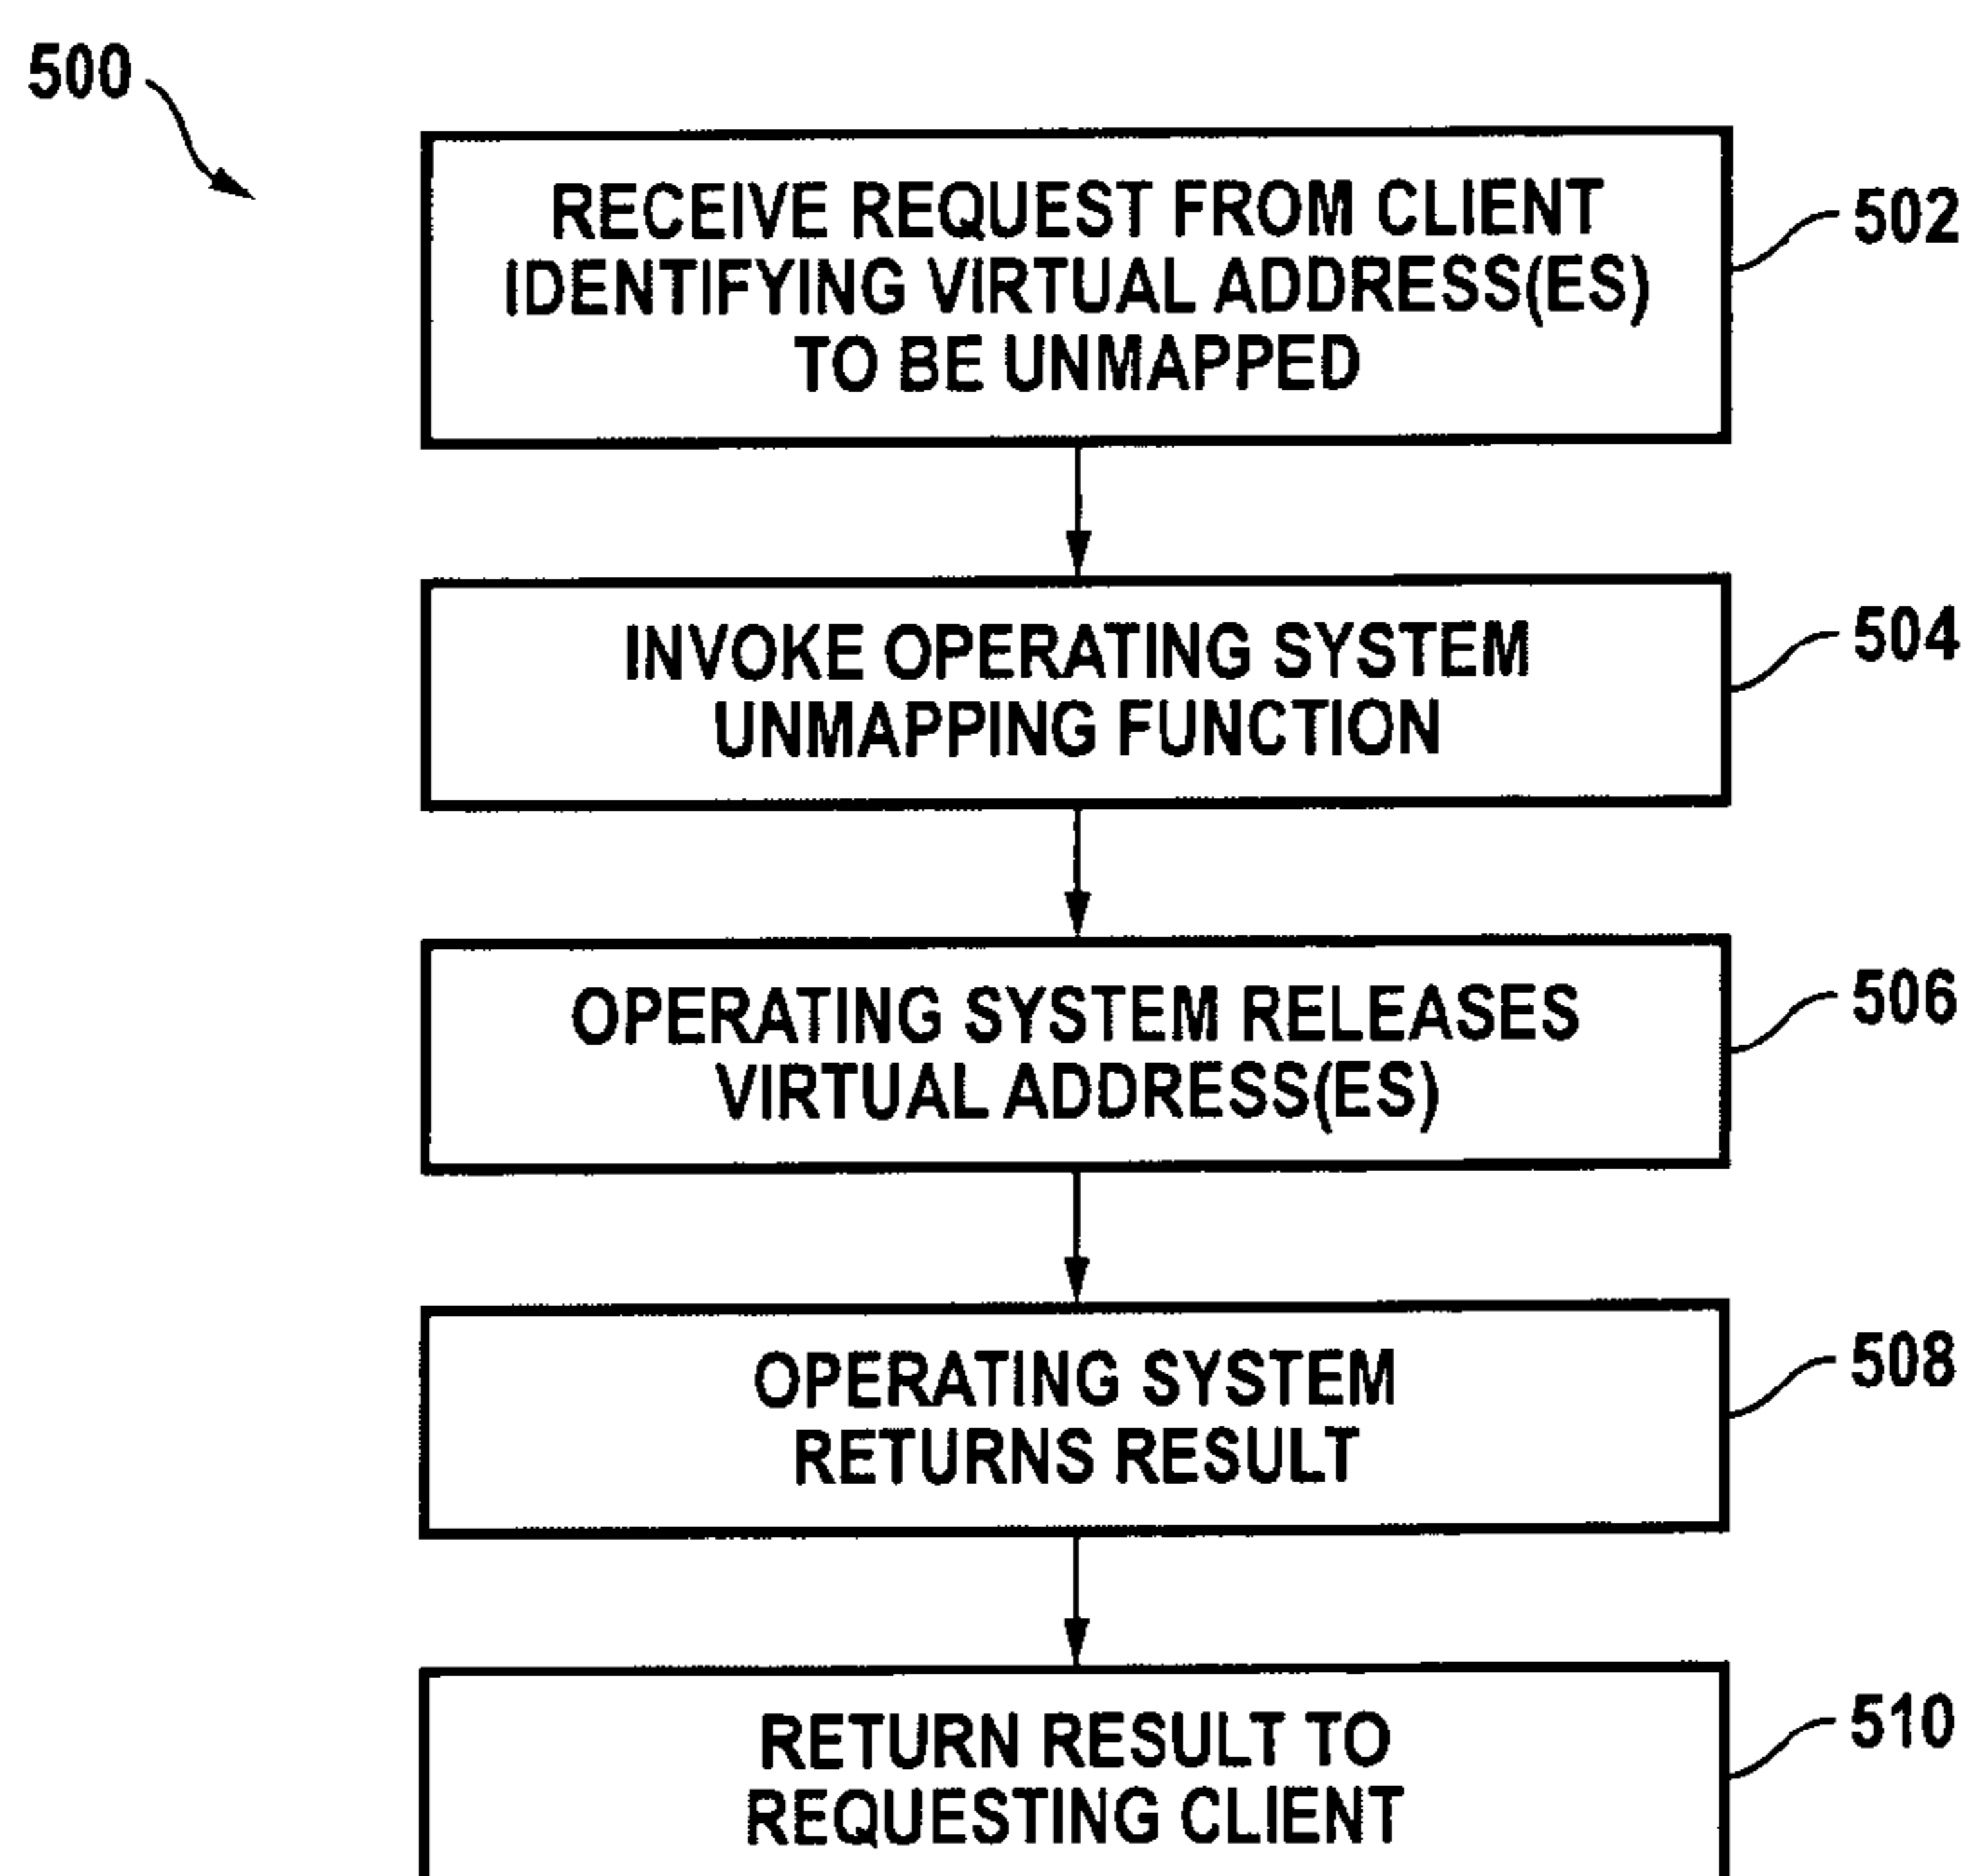 500
RECEIVE REQUEST FROM CLIENT
IDENTIFYING VIRTUAL ADDRESS(ES)
TO BE UNMAPPED
502
INVOKE OPERATING SYSTEM
UNMAPPING FUNCTION
504
OPERATING SYSTEM RELEASES
VIRTUAL ADDRESS(ES)
506
OPERATING SYSTEM
RETURNS RESULT
508
RETURN RESULT TO
REQUESTING CLIENT
510